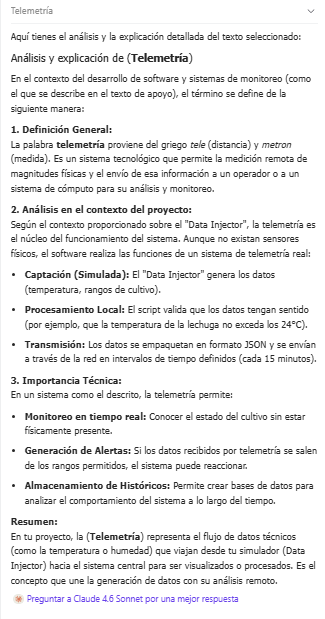 Telemetría
Aquí tienes el análisis y la explicación detallada del texto seleccionado:
Análisis y explicación de (Telemetría)
En el contexto del desarrollo de software y sistemas de monitoreo (como
el que se describe en el texto de apoyo), el término se define de la
siguiente manera:
1. Definición General:
La palabra telemetría proviene del griego tele (distancia) y metron
(medida). Es un sistema tecnológico que permite la medición remota de
magnitudes físicas y el envío de esa información a un operador o a un
sistema de cómputo para su análisis y monitoreo.
2. Análisis en el contexto del proyecto:
Según el contexto proporcionado sobre el "Data Injector", la telemetría es
el núcleo del funcionamiento del sistema. Aunque no existan sensores
físicos, el software realiza las funciones de un sistema de telemetría real:
• Captación (Simulada): El "Data Injector" genera los datos
(temperatura, rangos de cultivo).
• Procesamiento Local: El script valida que los datos tengan sentido
(por ejemplo, que la temperatura de la lechuga no exceda los 24°C).
• Transmisión: Los datos se empaquetan en formato JSON y se envían
a través de la red en intervalos de tiempo definidos (cada 15 minutos).
3. Importancia Técnica:
En un sistema como el descrito, la telemetría permite:
• Monitoreo en tiempo real: Conocer el estado del cultivo sin estar
físicamente presente.
• Generación de Alertas: Si los datos recibidos por telemetría se salen
de los rangos permitidos, el sistema puede reaccionar.
• Almacenamiento de Históricos: Permite crear bases de datos para
analizar el comportamiento del sistema a lo largo del tiempo.
Resumen:
En tu proyecto, la (Telemetría) representa el flujo de datos técnicos
(como la temperatura o humedad) que viajan desde tu simulador (Data
Injector) hacia el sistema central para ser visualizados o procesados. Es el
concepto que une la generación de datos con su análisis remoto.
Preguntar a Claude 4.6 Sonnet por una mejor respuesta